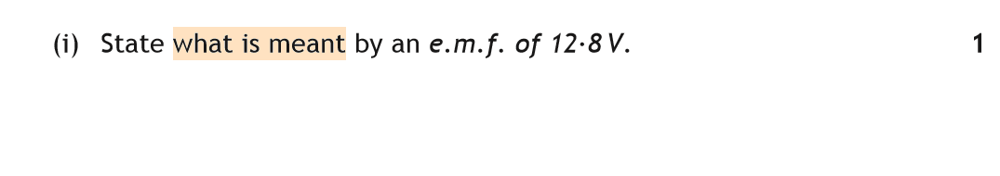 (i) State what is meant by an e.m.f. of 12·8 V. 1